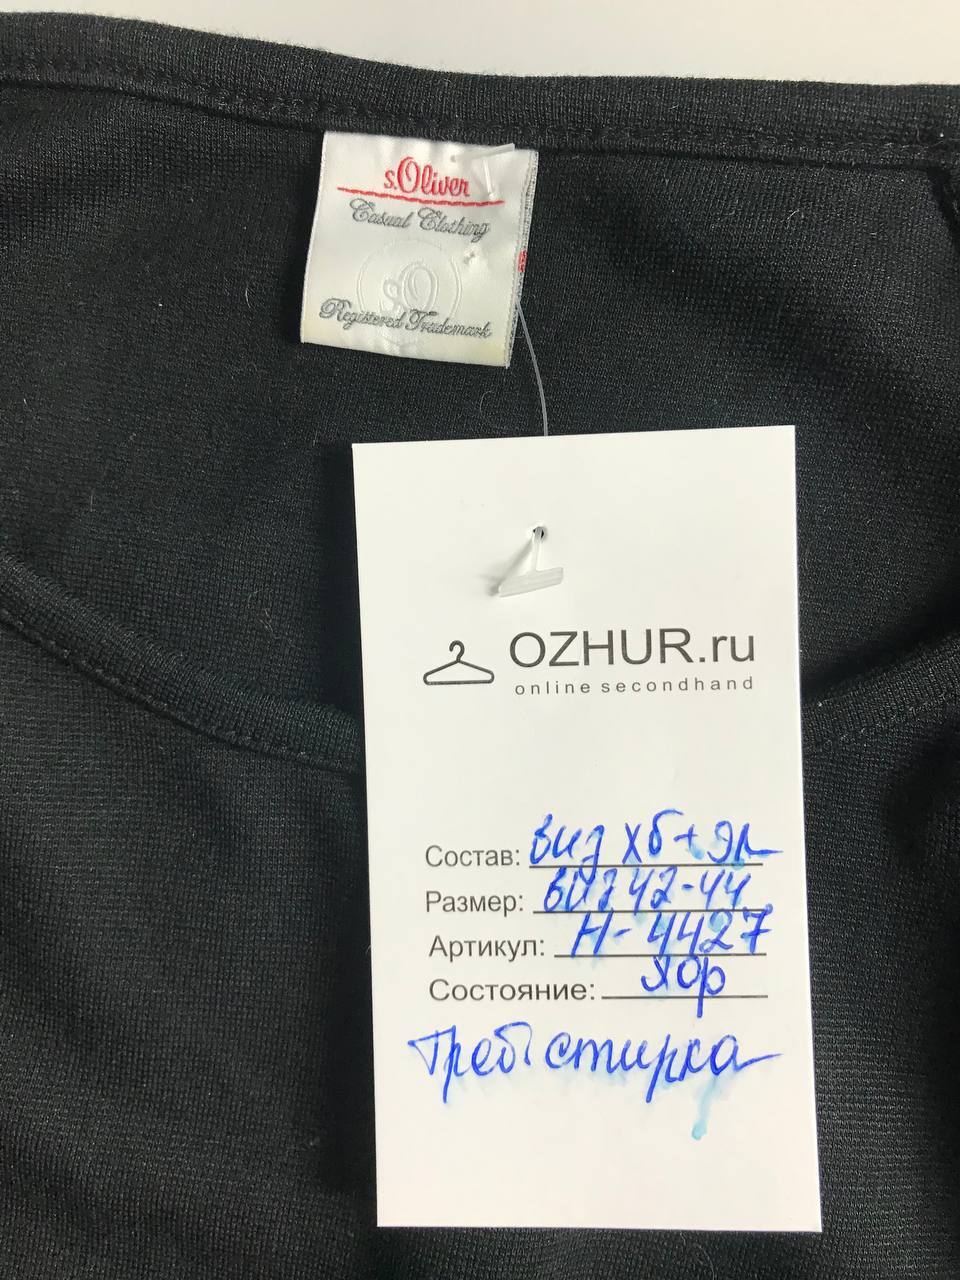 s.Oliver
Casual Clothing
sO
Registered Trademark
OZHUR.ru
online secondhand
Состав: виз хб + эл
Размер: виз 42-44
Артикул: Н-4427
Состояние: хор
Треб стирка